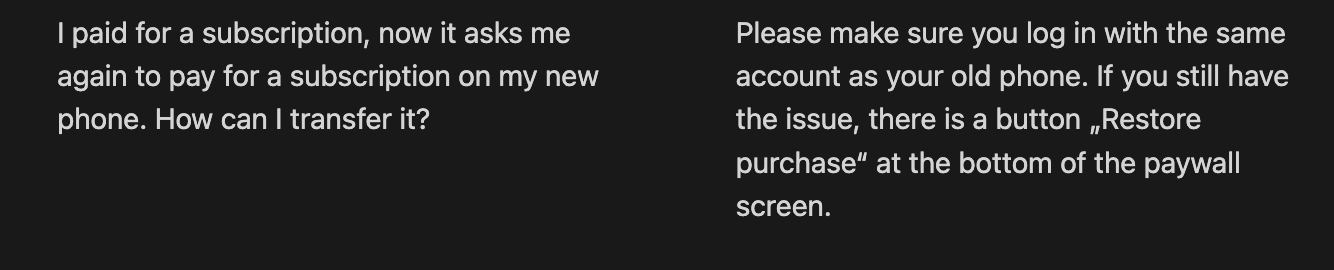 I paid for a subscription, now it asks me
again to pay for a subscription on my new
phone. How can I transfer it?
Please make sure you log in with the same
account as your old phone. If you still have
the issue, there is a button „Restore
purchase“ at the bottom of the paywall
screen.